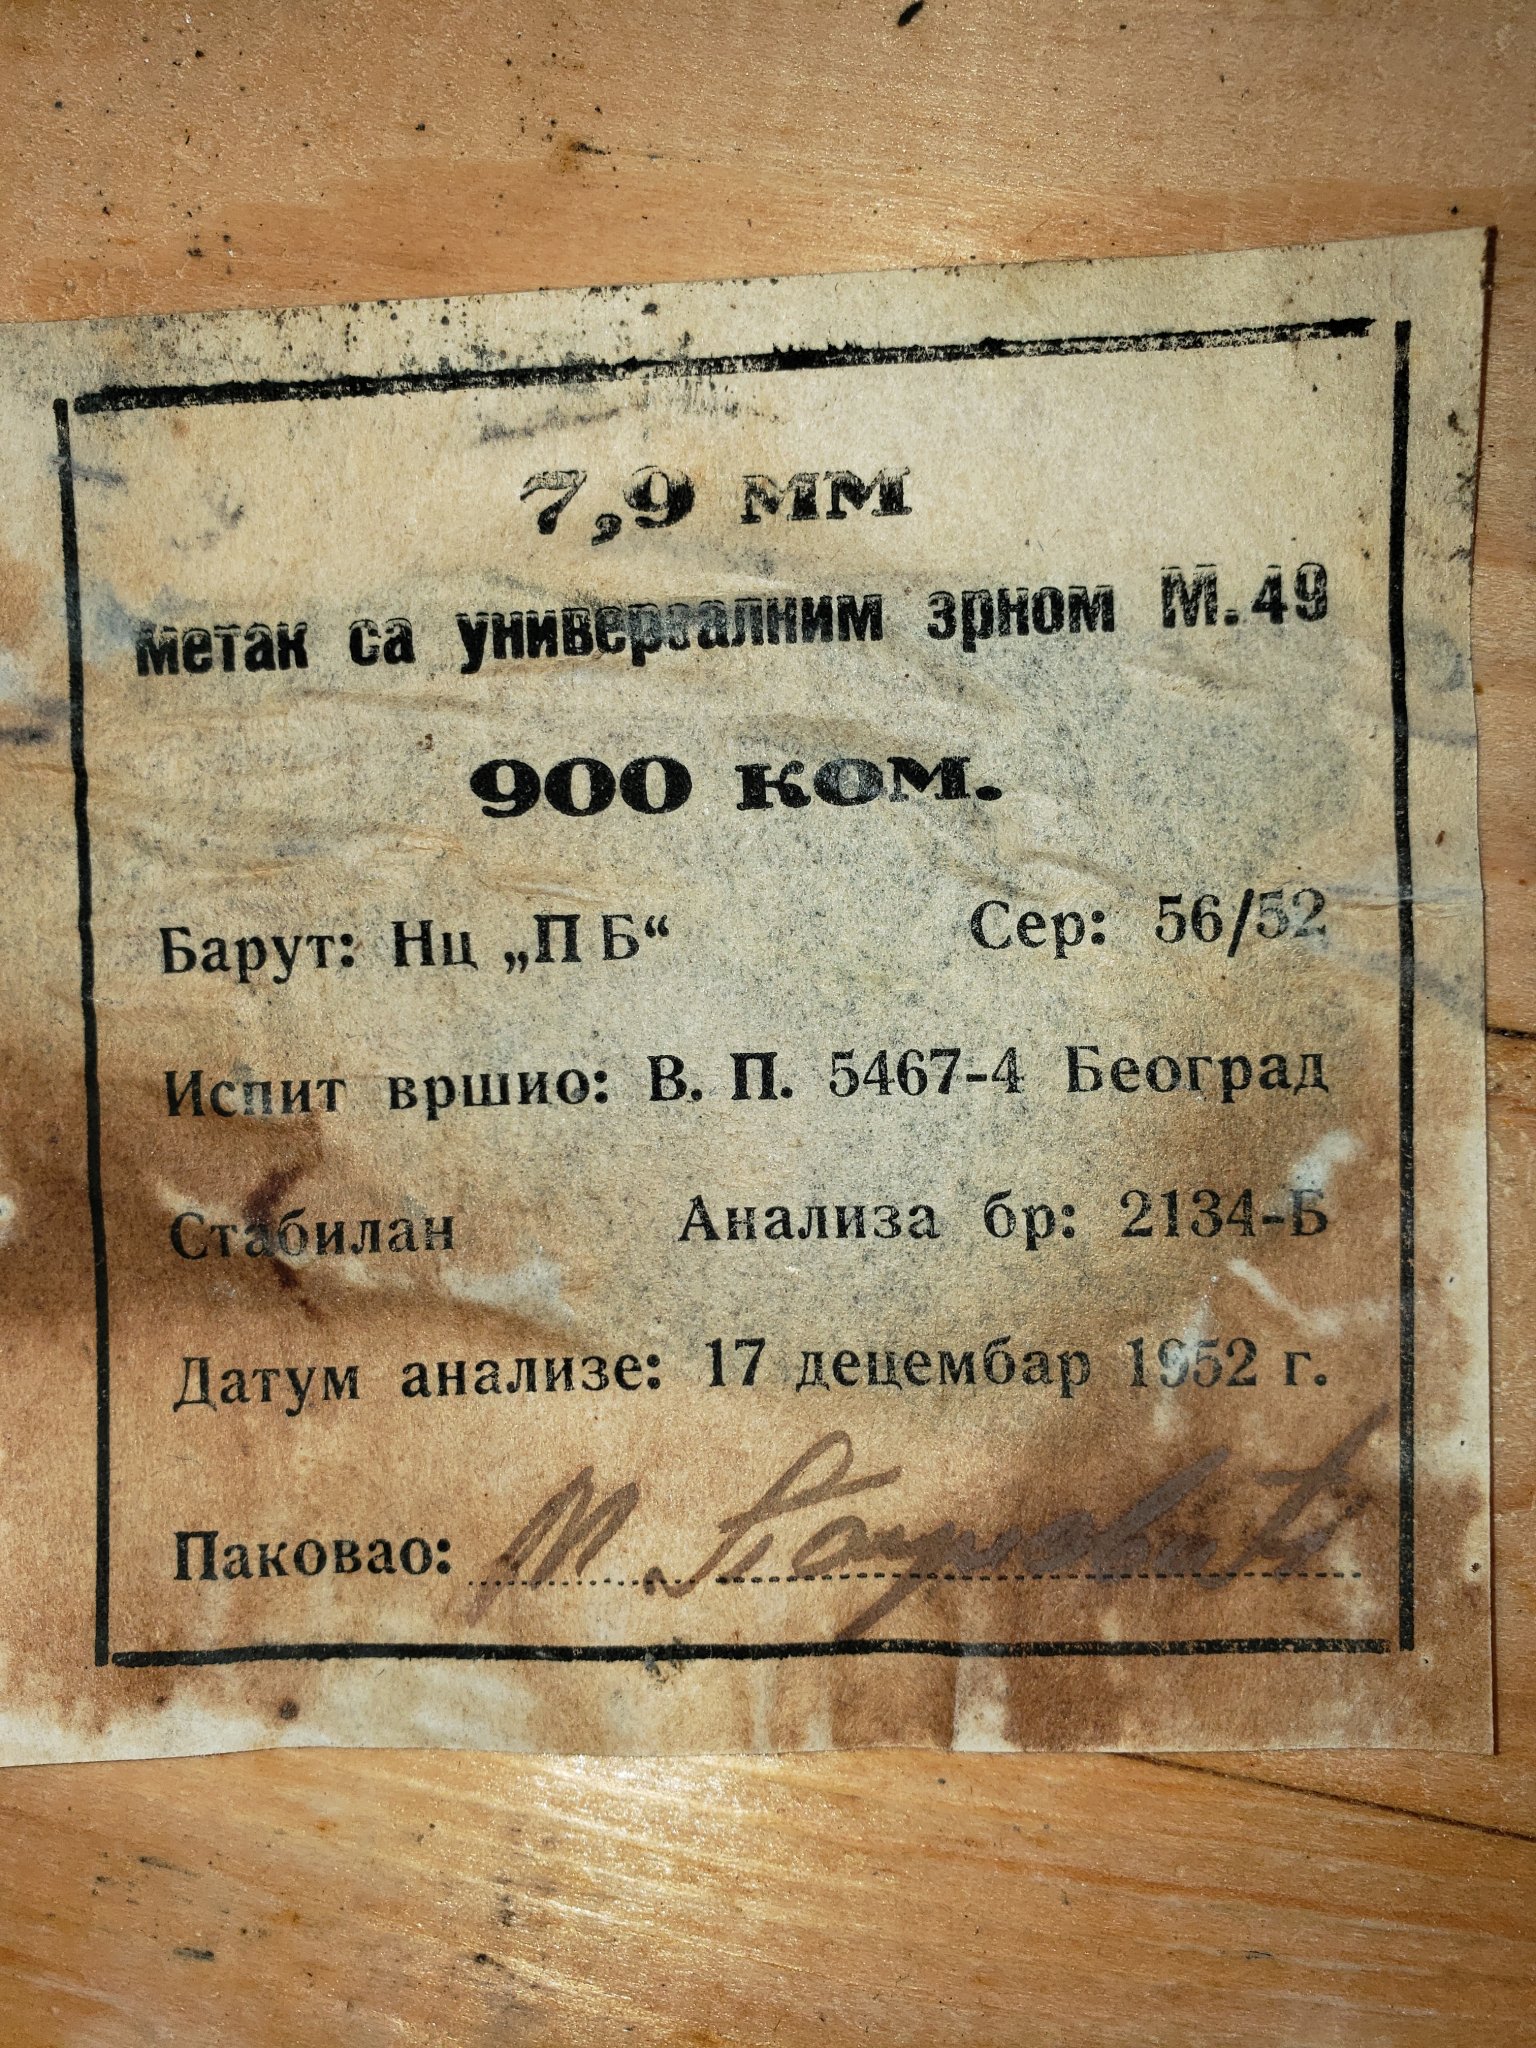 7,9 мм
метак са универзалним зрном М.49
900 ком.
Барут: Нц „П Б“ Сер: 56/52
Испит вршио: В. П. 5467-4 Београд
Стабилан Анализа бр: 2134-Б
Датум анализе: 17 децембар 1952 г.
Паковао: